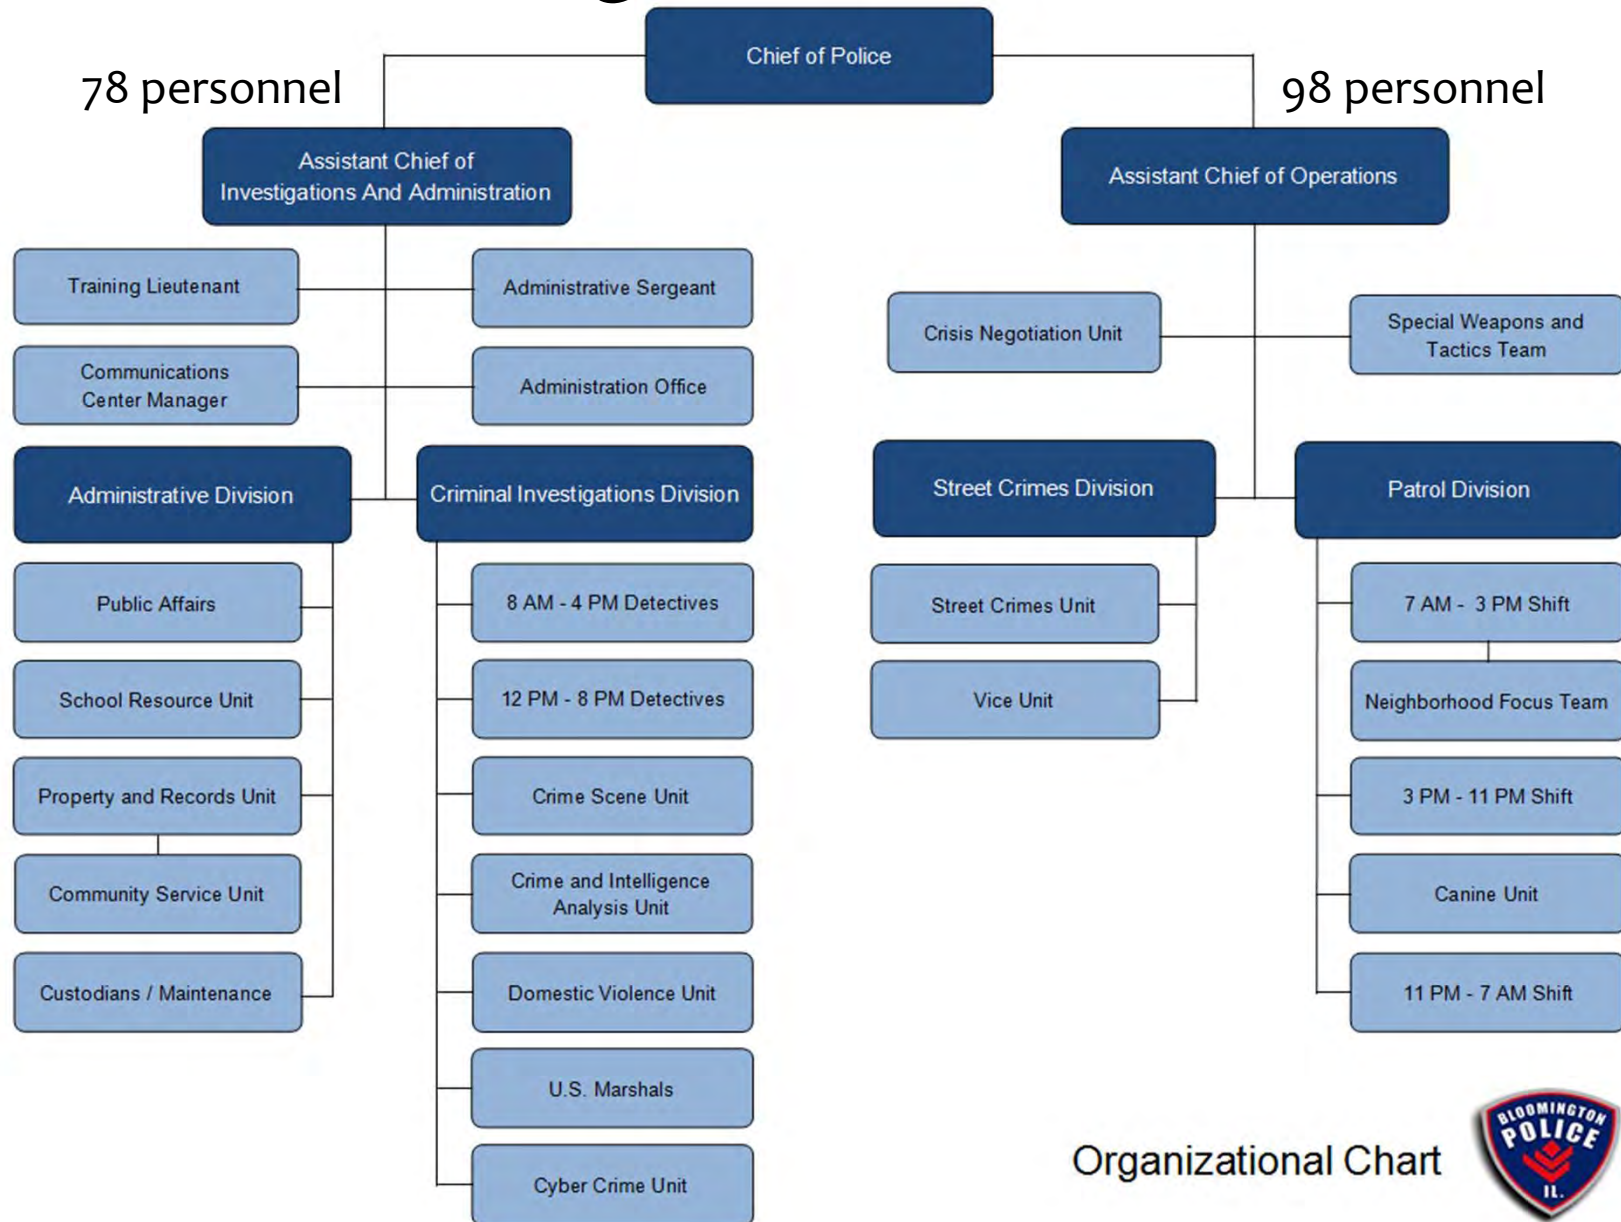 Chief of Police
78 personnel
98 personnel
Assistant Chief of
Investigations And Administration
Assistant Chief of Operations
Training Lieutenant
Administrative Sergeant
Communications
Center Manager
Administration Office
Crisis Negotiation Unit
Special Weapons and
Tactics Team
Administrative Division
Criminal Investigations Division
Street Crimes Division
Patrol Division
Public Affairs
School Resource Unit
Property and Records Unit
Community Service Unit
Custodians / Maintenance
8 AM - 4 PM Detectives
12 PM - 8 PM Detectives
Crime Scene Unit
Crime and Intelligence
Analysis Unit
Domestic Violence Unit
U.S. Marshals
Cyber Crime Unit
Street Crimes Unit
Vice Unit
7 AM - 3 PM Shift
Neighborhood Focus Team
3 PM - 11 PM Shift
Canine Unit
11 PM - 7 AM Shift
Organizational Chart
BLOOMINGTON
POLICE
IL.